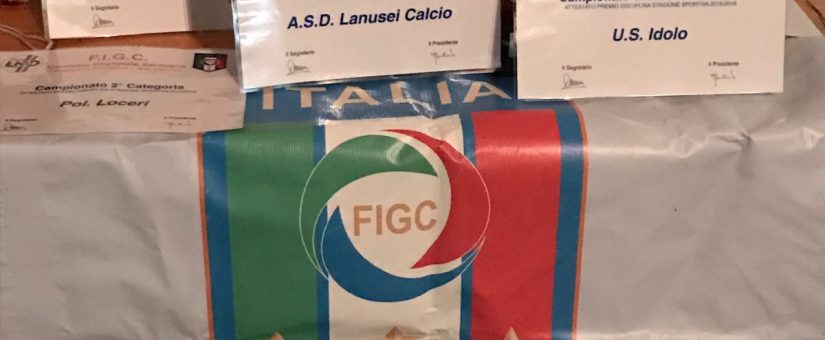 A.S.D. Lanusei Calcio
Il Segretario
Il Presidente
ATTESTATO PREMIO DISCIPLINA STAGIONE SPORTIVA 2015/2016
U.S. Idolo
Il Segretario
Il Presidente
F.I.G.C.
Campionato 2ª Categoria
Pol. Loceri
Il Segretario
Il Presidente
ITALIA
FIGC